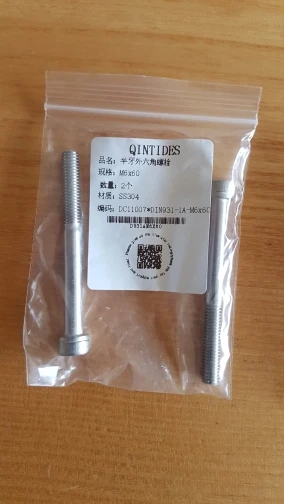 QINTIDES
品名: 半牙外六角螺栓
规格: M6x60
数量: 2个
材质: SS304
编码: DC11007*DIN931-1A-M6x60
D931AM6X60